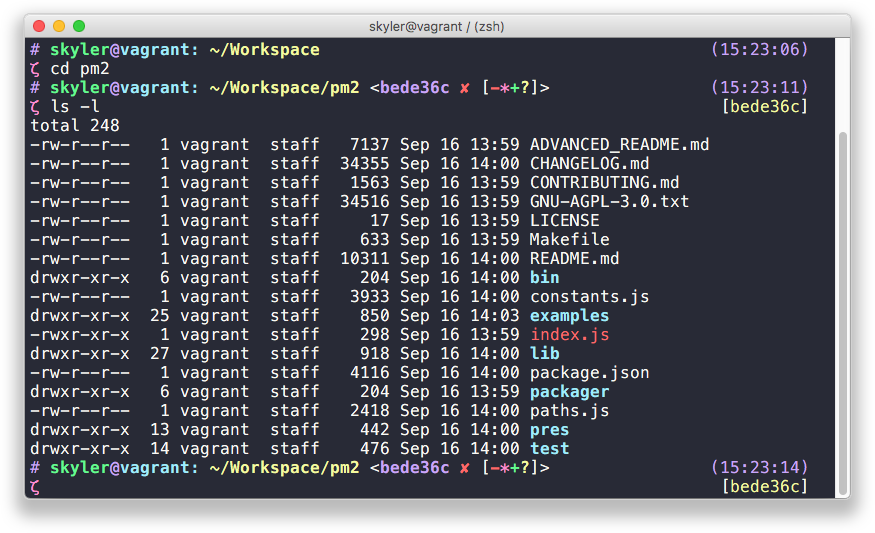 skyler@vagrant / (zsh)
# skyler@vagrant: ~/Workspace (15:23:06)
ζ cd pm2
# skyler@vagrant: ~/Workspace/pm2 <bede36c ✘ [-*+?]> (15:23:11)
ζ ls -l [bede36c]
total 248
-rw-r--r-- 1 vagrant staff 7137 Sep 16 13:59 ADVANCED_README.md
-rw-r--r-- 1 vagrant staff 34355 Sep 16 14:00 CHANGELOG.md
-rw-r--r-- 1 vagrant staff 1563 Sep 16 13:59 CONTRIBUTING.md
-rw-r--r-- 1 vagrant staff 34516 Sep 16 13:59 GNU-AGPL-3.0.txt
-rw-r--r-- 1 vagrant staff 17 Sep 16 13:59 LICENSE
-rw-r--r-- 1 vagrant staff 633 Sep 16 13:59 Makefile
-rw-r--r-- 1 vagrant staff 10311 Sep 16 14:00 README.md
drwxr-xr-x 6 vagrant staff 204 Sep 16 14:00 bin
-rw-r--r-- 1 vagrant staff 3933 Sep 16 14:00 constants.js
drwxr-xr-x 25 vagrant staff 850 Sep 16 14:03 examples
-rw-r--r-- 1 vagrant staff 298 Sep 16 13:59 index.js
drwxr-xr-x 27 vagrant staff 918 Sep 16 14:00 lib
-rw-r--r-- 1 vagrant staff 4116 Sep 16 14:00 package.json
drwxr-xr-x 6 vagrant staff 204 Sep 16 13:59 packager
-rw-r--r-- 1 vagrant staff 2418 Sep 16 14:00 paths.js
drwxr-xr-x 13 vagrant staff 442 Sep 16 14:00 pres
drwxr-xr-x 14 vagrant staff 476 Sep 16 14:00 test
# skyler@vagrant: ~/Workspace/pm2 <bede36c ✘ [-*+?]> (15:23:14)
ζ [bede36c]